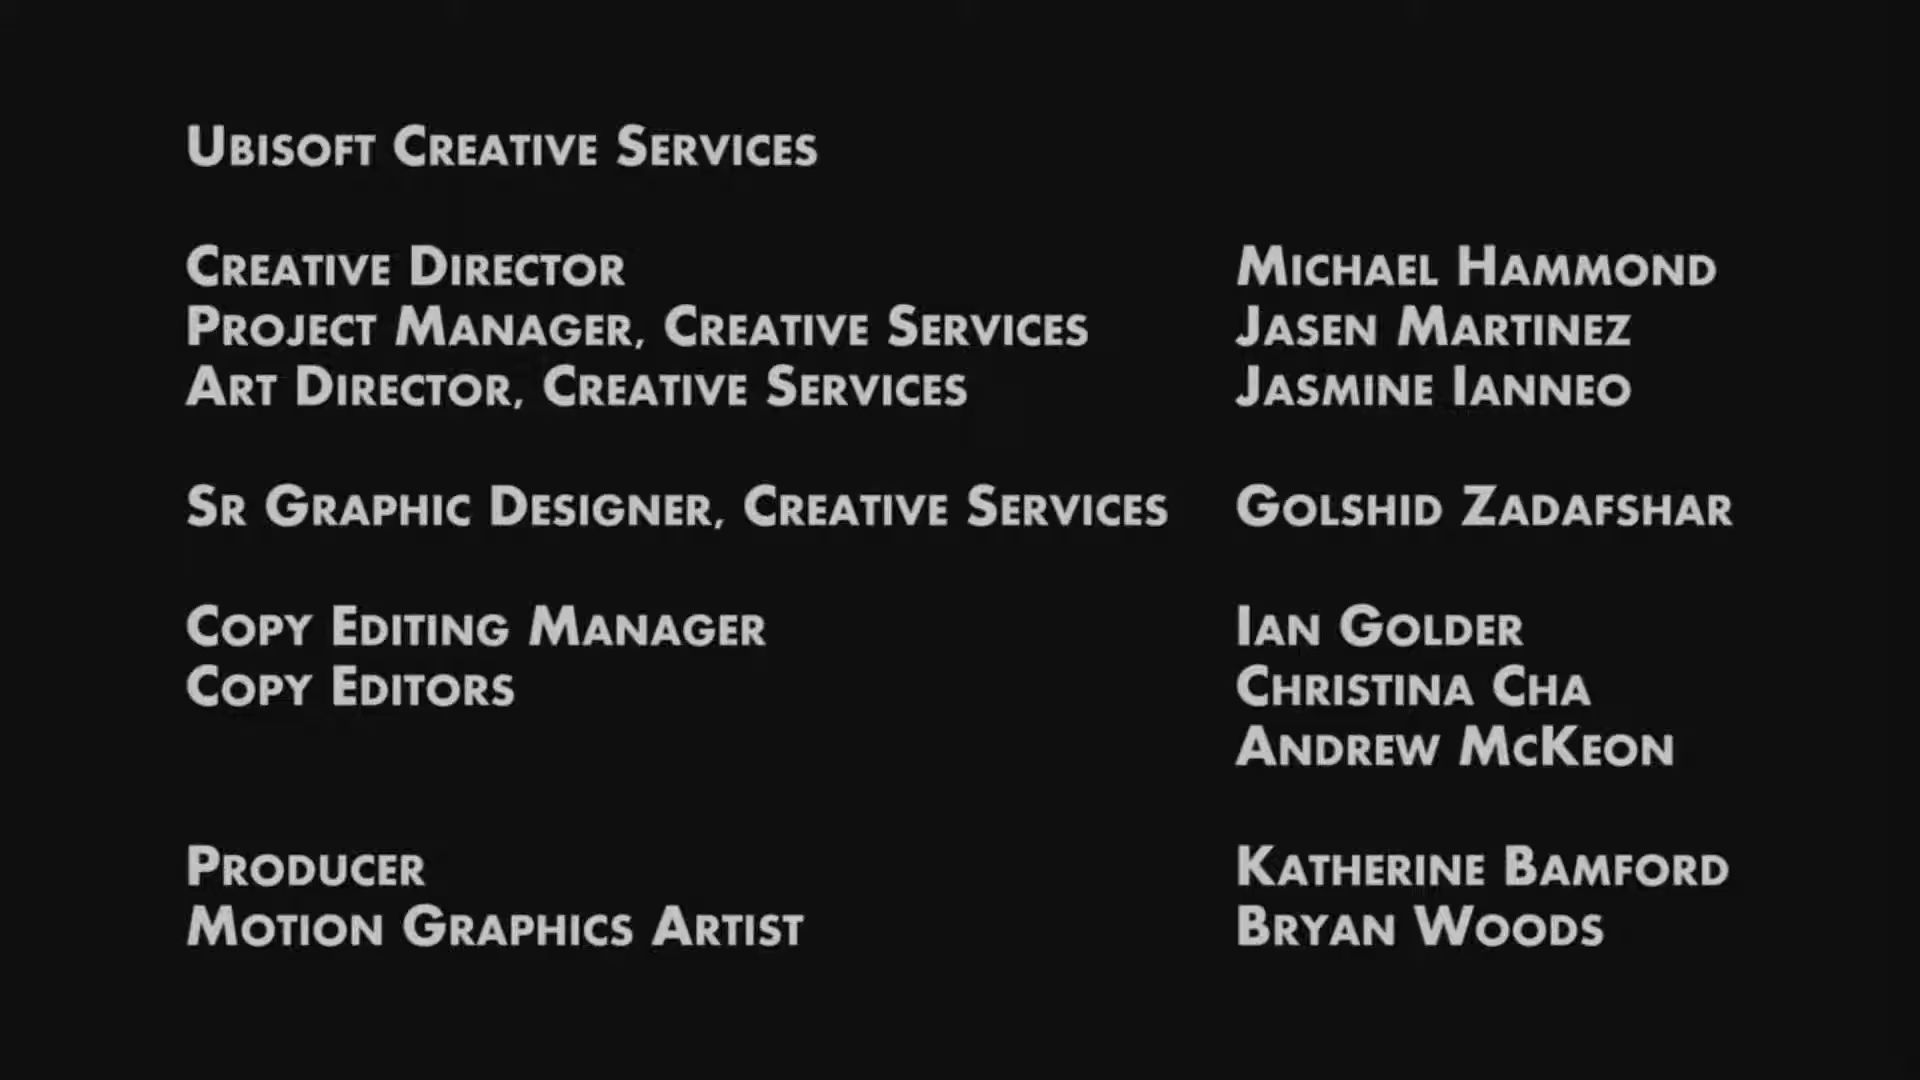 Ubisoft Creative Services
Creative Director Michael Hammond
Project Manager, Creative Services Jasen Martinez
Art Director, Creative Services Jasmine Ianneo
Sr Graphic Designer, Creative Services Golshid Zadafshar
Copy Editing Manager Ian Golder
Copy Editors Christina Cha
Andrew McKeon
Producer Katherine Bamford
Motion Graphics Artist Bryan Woods